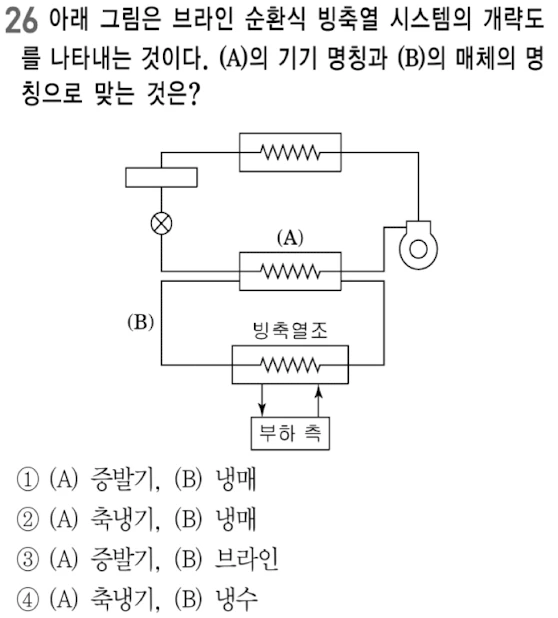 26 아래 그림은 브라인 순환식 빙축열 시스템의 개략도
를 나타내는 것이다. (A)의 기기 명칭과 (B)의 매체의 명
칭으로 맞는 것은?
(A)
(B)
빙축열조
부하 측
① (A) 증발기, (B) 냉매
② (A) 축냉기, (B) 냉매
③ (A) 증발기, (B) 브라인
④ (A) 축냉기, (B) 냉수